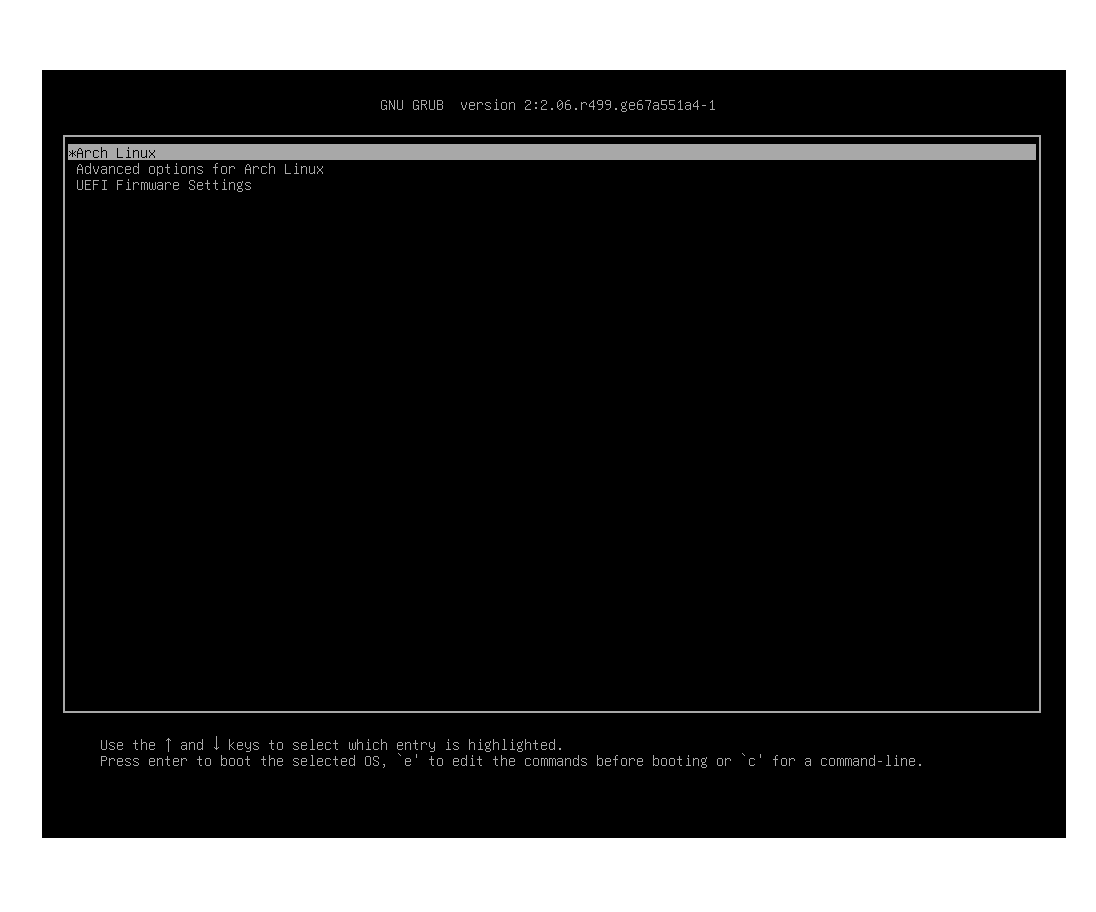 GNU GRUB  version 2:2.06.r499.ge67a551a4-1
*Arch Linux
Advanced options for Arch Linux
UEFI Firmware Settings
Use the ↑ and ↓ keys to select which entry is highlighted.
Press enter to boot the selected OS, `e' to edit the commands before booting or `c' for a command-line.